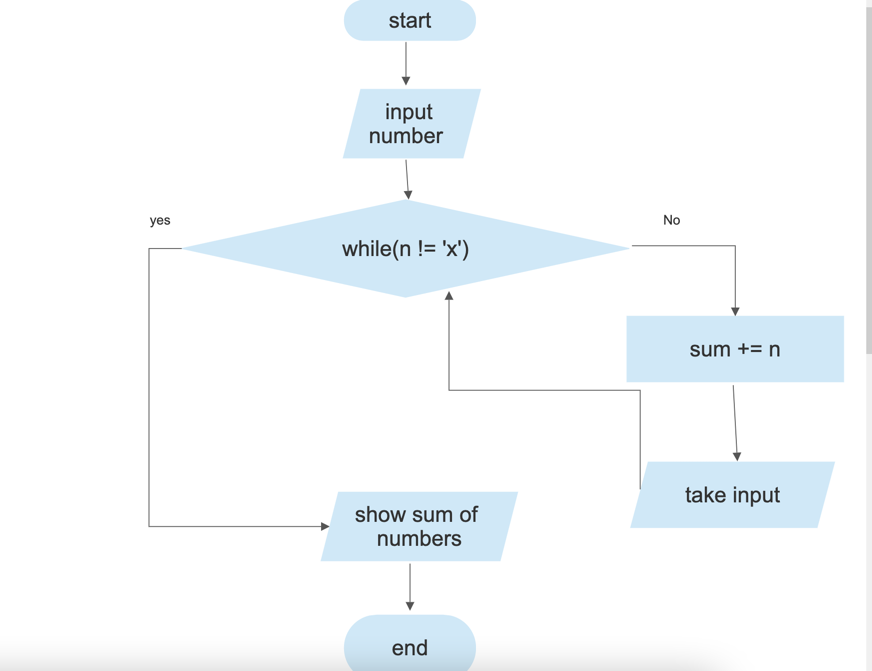 start
input
number
yes
No
while(n != 'x')
sum += n
take input
show sum of
numbers
end